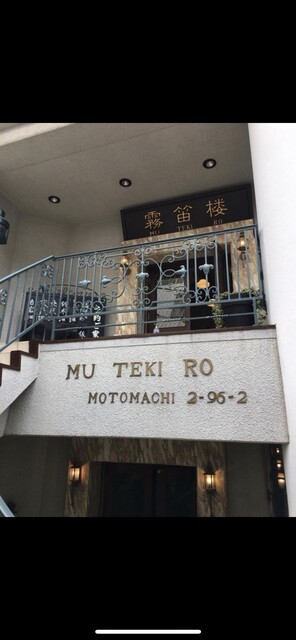 霧笛楼
MU TEKI RO
MU TEKI RO
MOTOMACHI 2-96-2